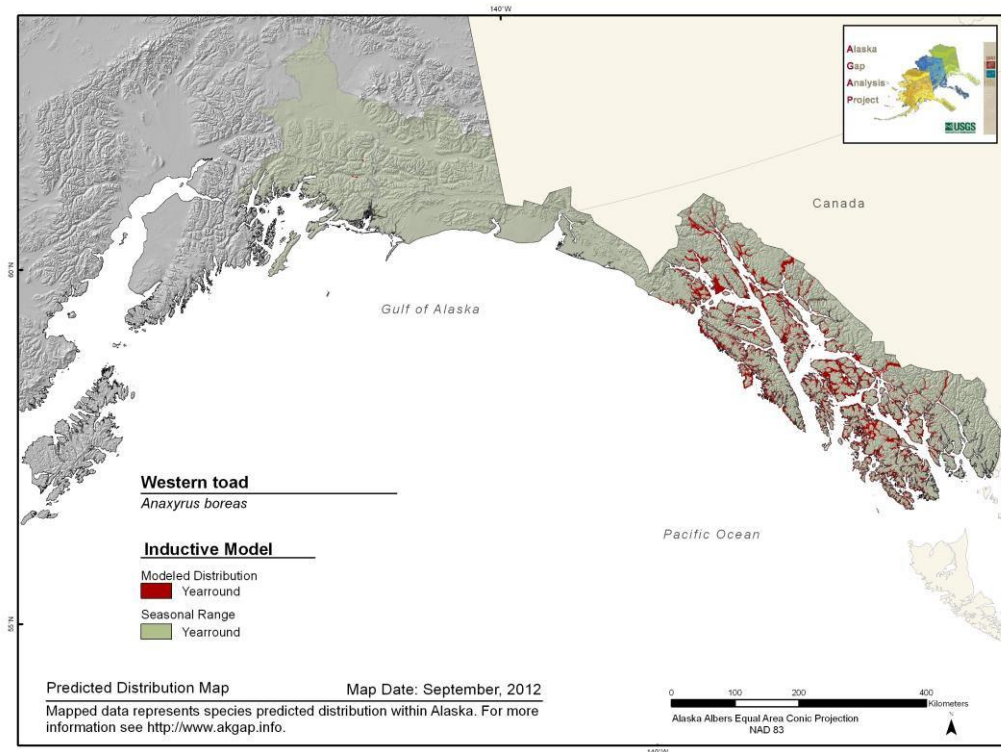 140°W
Alaska
Gap
Analysis
Project
USGS
Canada
60°N
Gulf of Alaska
Western toad
Anaxyrus boreas
Pacific Ocean
Inductive Model
Modeled Distribution
Yearround
Seasonal Range
Yearround
55°N
Predicted Distribution Map Map Date: September, 2012
Mapped data represents species predicted distribution within Alaska. For more
information see http://www.akgap.info.
0 100 200 400
Kilometers
Alaska Albers Equal Area Conic Projection
NAD 83